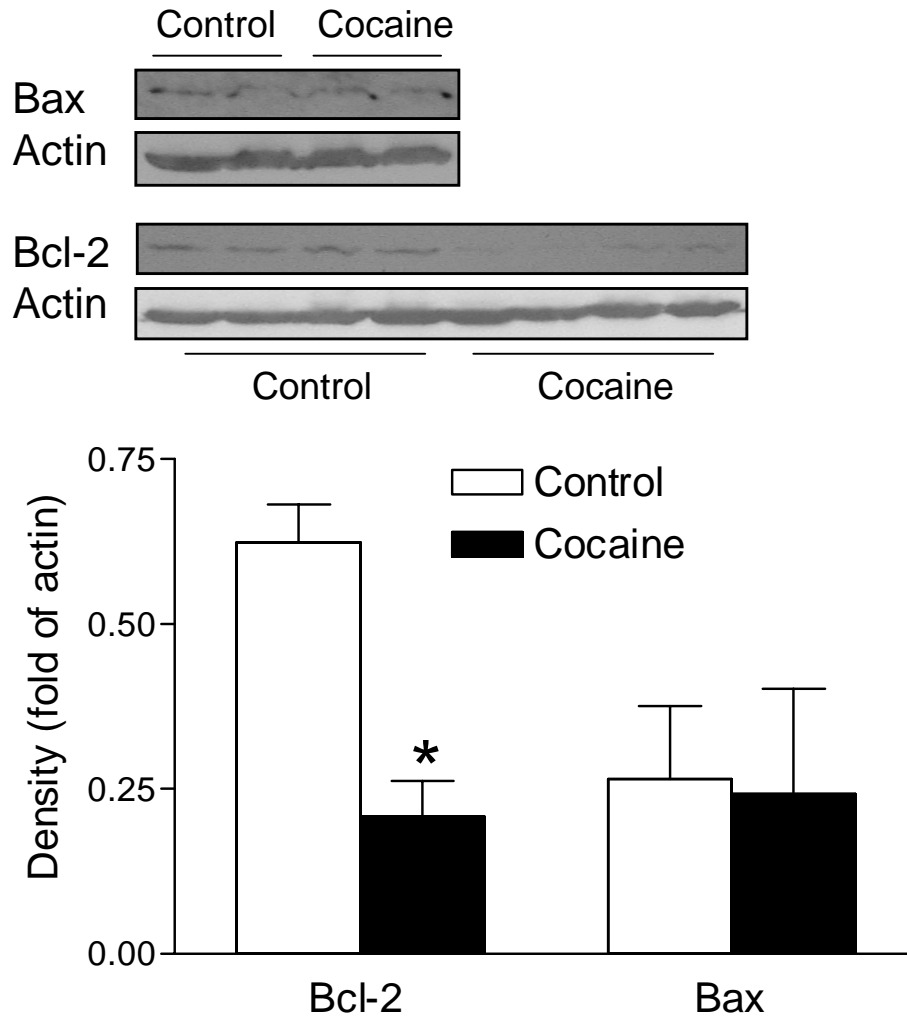 Control Cocaine
Bax
Actin
Bcl-2
Actin
Control Cocaine
0.75
Control
Cocaine
0.50
*
0.25
0.00
Density (fold of actin)
Bcl-2 Bax